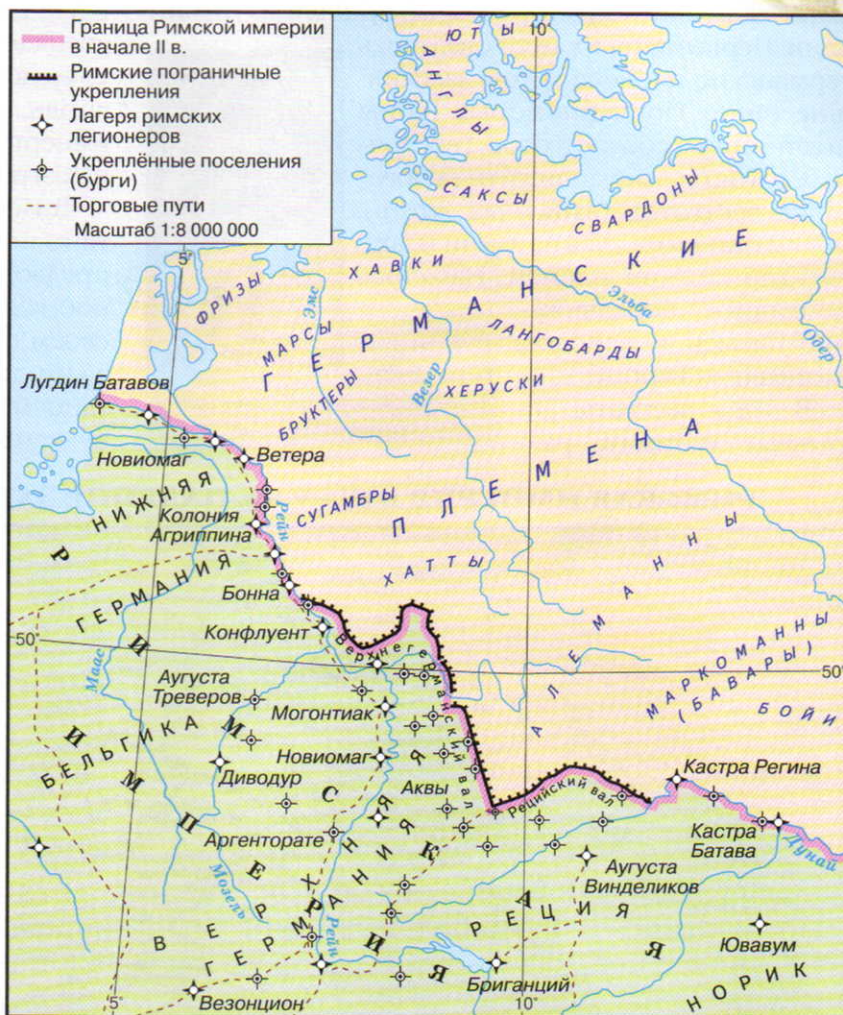 Граница Римской империи
в начале II в.
Римские пограничные
укрепления
Лагеря римских
легионеров
Укреплённые поселения
(бурги)
Торговые пути
Масштаб 1:8 000 000
5°
10°
ЮТЫ
АНГЛЫ
САКСЫ
СВАРДОНЫ
ХАВКИ
ФРИЗЫ
Эмс
МАРСЫ
ГЕРМАНСКИЕ
Эльба
Одер
ЛАНГОБАРДЫ
Везер
ХЕРУСКИ
БРУКТЕРЫ
Лугдин Батавов
Новиомаг
Ветера
ПЛЕМЕНА
НИЖНЯЯ
ГЕРМАНИЯ
Колония
Агриппина
Рейн
СУГАМБРЫ
ХАТТЫ
Бонна
Конфлуент
АЛЕМАННЫ
50°
50°
Верхнегерманский вал
МАРКОМАННЫ
(БАВАРЫ)
БОЙИ
Маас
Аугуста
Треверов
Могонтиак
РИМСКАЯ
ИМПЕРИЯ
БЕЛЬГИКА
Новиомаг
Диводур
Аквы
Рецийский вал
Кастра Регина
Кастра
Батава
Дунай
Аргенторате
Мозель
Аугуста
Винделиков
ВЕРХНЯЯ
ГЕРМАНИЯ
РЕЦИЯ
Рейн
Ювавум
НОРИК
Бриганций
Везонцион
5°
10°